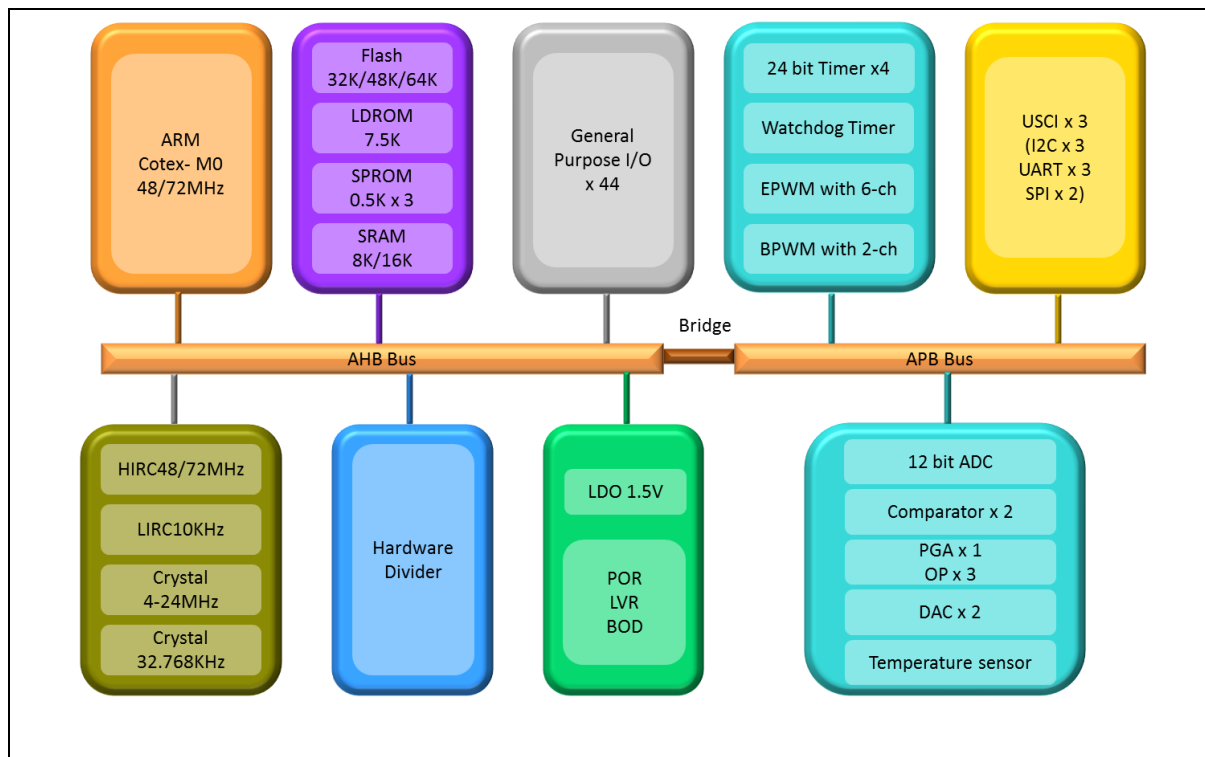 ARM
Cotex- M0
48/72MHz
Flash
32K/48K/64K
LDROM
7.5K
SPROM
0.5K x 3
SRAM
8K/16K
General
Purpose I/O
x 44
24 bit Timer x4
Watchdog Timer
EPWM with 6-ch
BPWM with 2-ch
USCI x 3
(I2C x 3
UART x 3
SPI x 2)
Bridge
AHB Bus
APB Bus
HIRC48/72MHz
LIRC10KHz
Crystal
4-24MHz
Crystal
32.768KHz
Hardware
Divider
LDO 1.5V
POR
LVR
BOD
12 bit ADC
Comparator x 2
PGA x 1
OP x 3
DAC x 2
Temperature sensor